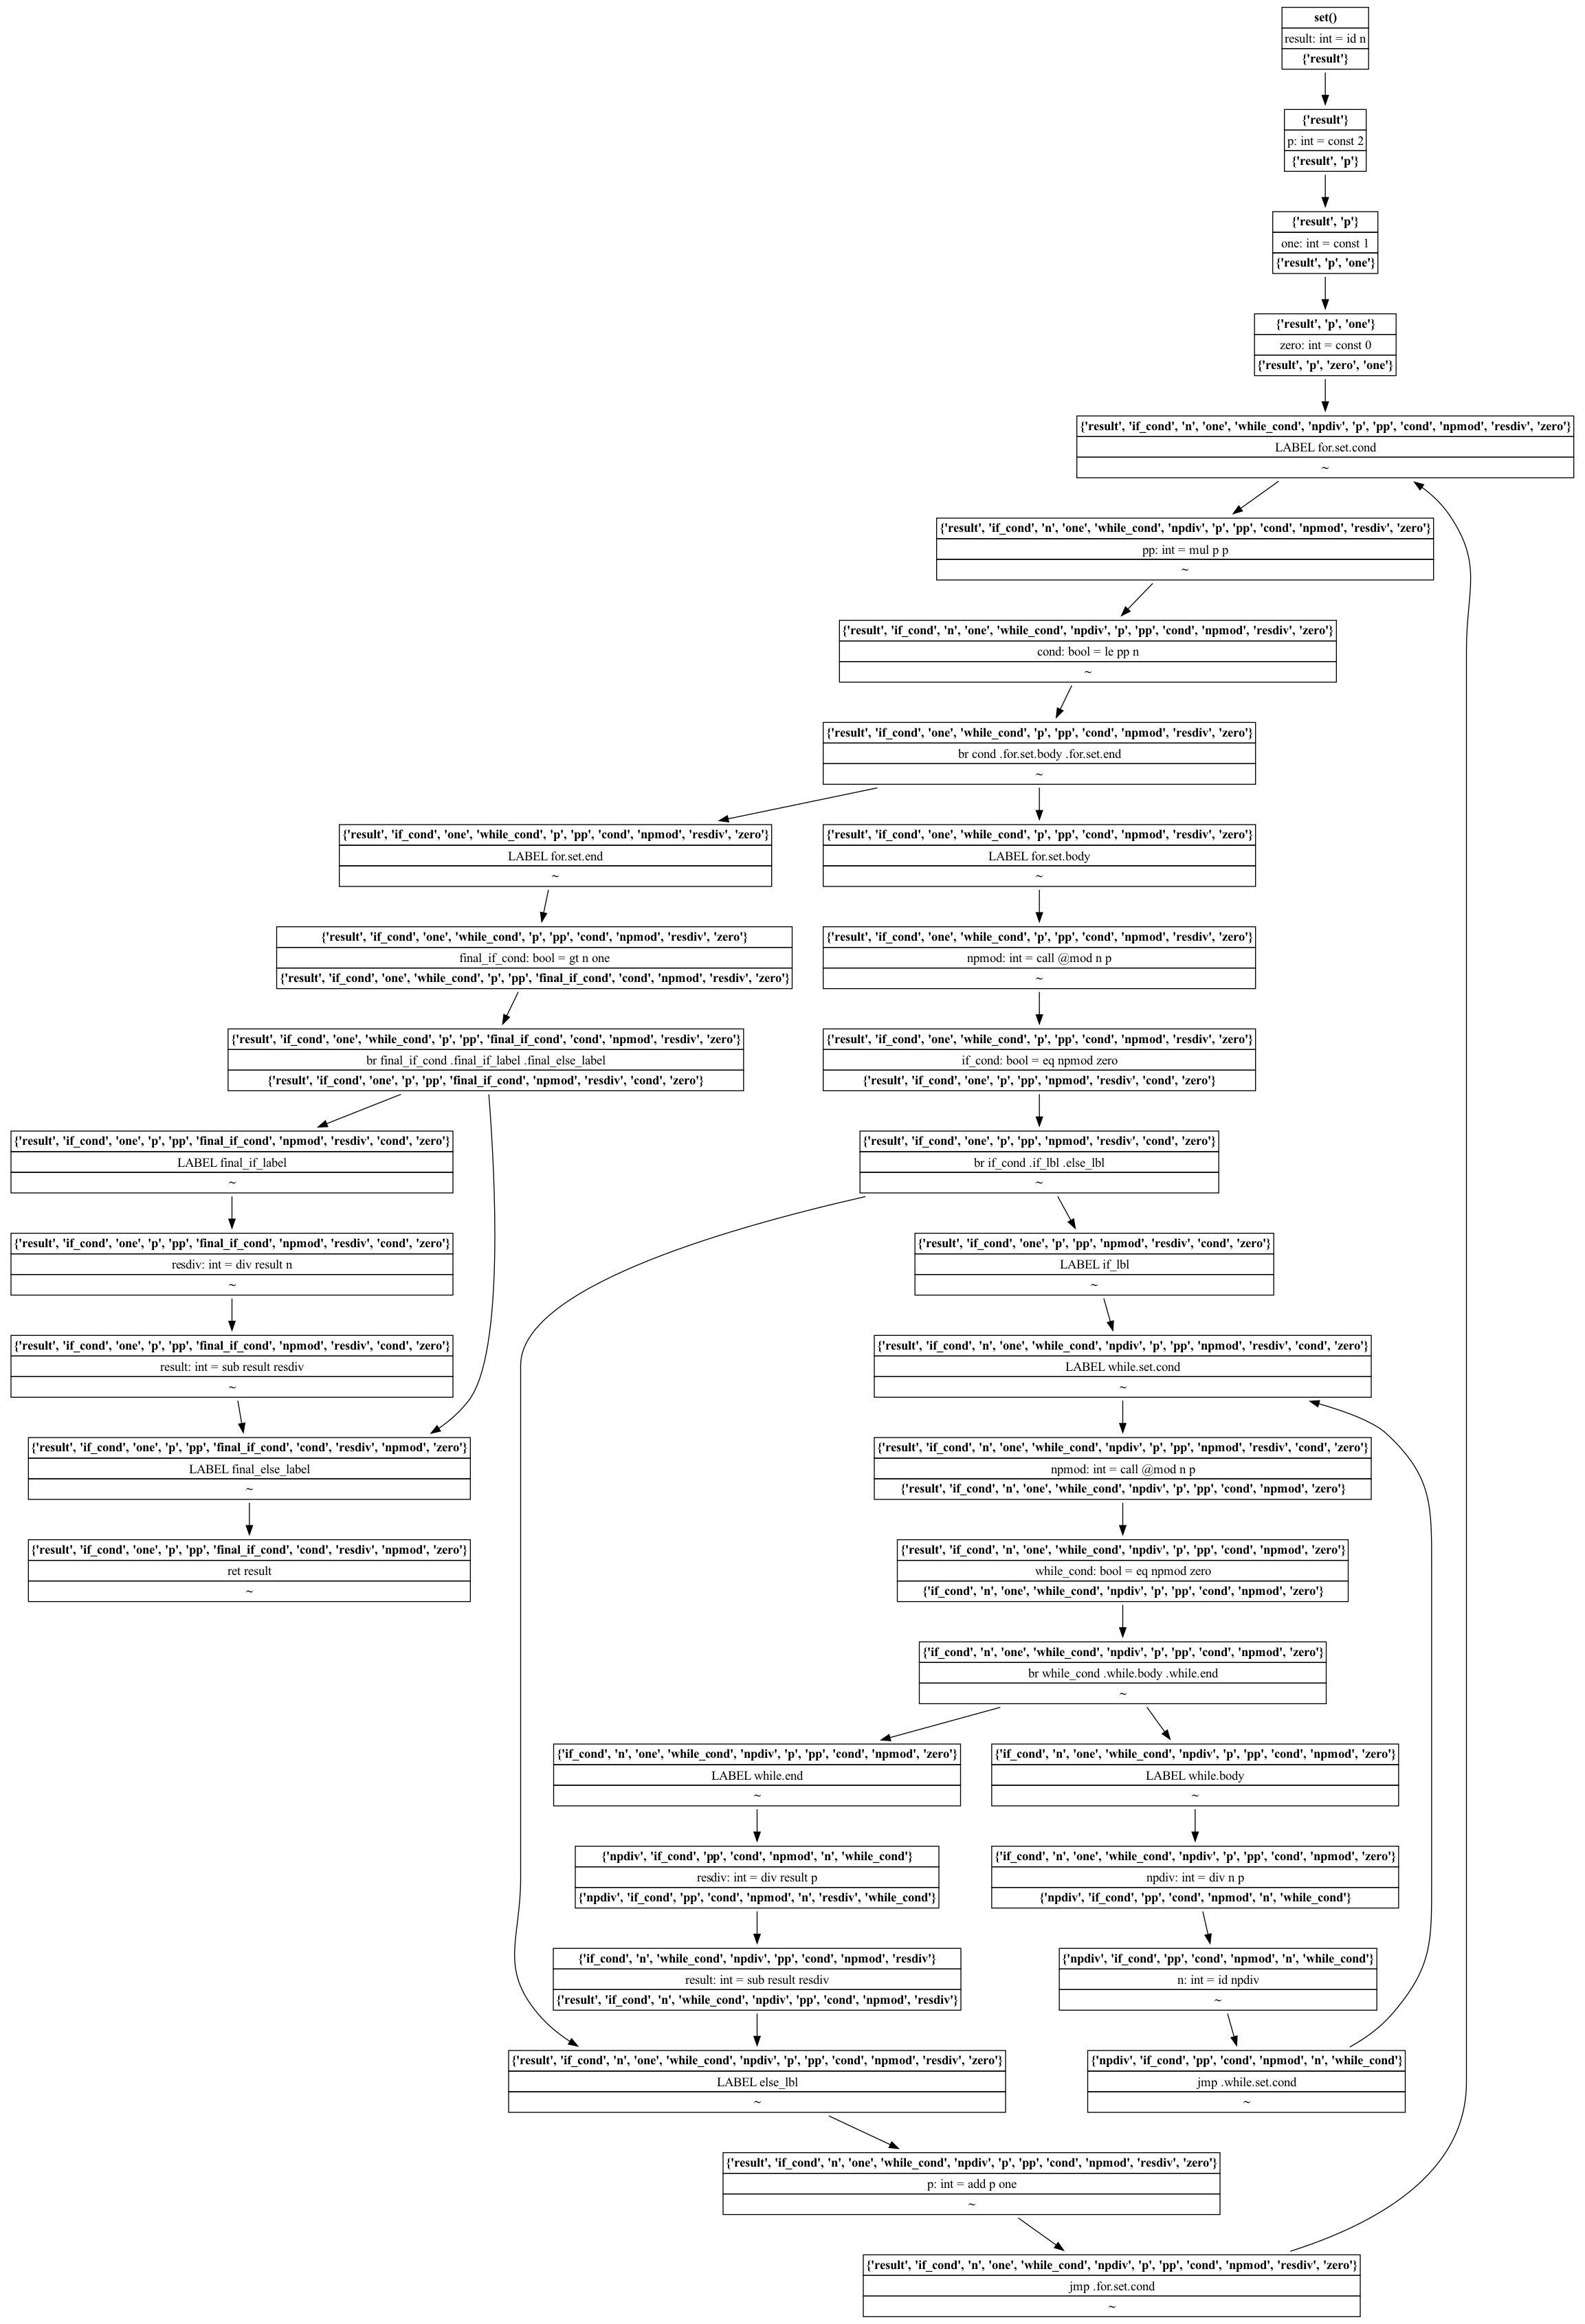 set()
result: int = id n
{'result'}
{'result'}
p: int = const 2
{'result', 'p'}
{'result', 'p'}
one: int = const 1
{'result', 'p', 'one'}
{'result', 'p', 'one'}
zero: int = const 0
{'result', 'p', 'zero', 'one'}
{'result', 'if_cond', 'n', 'one', 'while_cond', 'npdiv', 'p', 'pp', 'cond', 'npmod', 'resdiv', 'zero'}
LABEL for.set.cond
~
{'result', 'if_cond', 'n', 'one', 'while_cond', 'npdiv', 'p', 'pp', 'cond', 'npmod', 'resdiv', 'zero'}
pp: int = mul p p
~
{'result', 'if_cond', 'n', 'one', 'while_cond', 'npdiv', 'p', 'pp', 'cond', 'npmod', 'resdiv', 'zero'}
cond: bool = le pp n
~
{'result', 'if_cond', 'one', 'while_cond', 'p', 'pp', 'cond', 'npmod', 'resdiv', 'zero'}
br cond .for.set.body .for.set.end
~
{'result', 'if_cond', 'one', 'while_cond', 'p', 'pp', 'cond', 'npmod', 'resdiv', 'zero'}
LABEL for.set.end
~
{'result', 'if_cond', 'one', 'while_cond', 'p', 'pp', 'cond', 'npmod', 'resdiv', 'zero'}
LABEL for.set.body
~
{'result', 'if_cond', 'one', 'while_cond', 'p', 'pp', 'cond', 'npmod', 'resdiv', 'zero'}
final_if_cond: bool = gt n one
{'result', 'if_cond', 'one', 'while_cond', 'p', 'pp', 'final_if_cond', 'cond', 'npmod', 'resdiv', 'zero'}
{'result', 'if_cond', 'one', 'while_cond', 'p', 'pp', 'cond', 'npmod', 'resdiv', 'zero'}
npmod: int = call @mod n p
~
{'result', 'if_cond', 'one', 'while_cond', 'p', 'pp', 'final_if_cond', 'cond', 'npmod', 'resdiv', 'zero'}
br final_if_cond .final_if_label .final_else_label
{'result', 'if_cond', 'one', 'p', 'pp', 'final_if_cond', 'npmod', 'resdiv', 'cond', 'zero'}
{'result', 'if_cond', 'one', 'while_cond', 'p', 'pp', 'cond', 'npmod', 'resdiv', 'zero'}
if_cond: bool = eq npmod zero
{'result', 'if_cond', 'one', 'p', 'pp', 'npmod', 'resdiv', 'cond', 'zero'}
{'result', 'if_cond', 'one', 'p', 'pp', 'final_if_cond', 'npmod', 'resdiv', 'cond', 'zero'}
LABEL final_if_label
~
{'result', 'if_cond', 'one', 'p', 'pp', 'npmod', 'resdiv', 'cond', 'zero'}
br if_cond .if_lbl .else_lbl
~
{'result', 'if_cond', 'one', 'p', 'pp', 'final_if_cond', 'npmod', 'resdiv', 'cond', 'zero'}
resdiv: int = div result n
~
{'result', 'if_cond', 'one', 'p', 'pp', 'npmod', 'resdiv', 'cond', 'zero'}
LABEL if_lbl
~
{'result', 'if_cond', 'one', 'p', 'pp', 'final_if_cond', 'npmod', 'resdiv', 'cond', 'zero'}
result: int = sub result resdiv
~
{'result', 'if_cond', 'n', 'one', 'while_cond', 'npdiv', 'p', 'pp', 'npmod', 'resdiv', 'cond', 'zero'}
LABEL while.set.cond
~
{'result', 'if_cond', 'one', 'p', 'pp', 'final_if_cond', 'cond', 'resdiv', 'npmod', 'zero'}
LABEL final_else_label
~
{'result', 'if_cond', 'n', 'one', 'while_cond', 'npdiv', 'p', 'pp', 'npmod', 'resdiv', 'cond', 'zero'}
npmod: int = call @mod n p
{'result', 'if_cond', 'n', 'one', 'while_cond', 'npdiv', 'p', 'pp', 'cond', 'npmod', 'zero'}
{'result', 'if_cond', 'one', 'p', 'pp', 'final_if_cond', 'cond', 'resdiv', 'npmod', 'zero'}
ret result
~
{'result', 'if_cond', 'n', 'one', 'while_cond', 'npdiv', 'p', 'pp', 'cond', 'npmod', 'zero'}
while_cond: bool = eq npmod zero
{'if_cond', 'n', 'one', 'while_cond', 'npdiv', 'p', 'pp', 'cond', 'npmod', 'zero'}
{'if_cond', 'n', 'one', 'while_cond', 'npdiv', 'p', 'pp', 'cond', 'npmod', 'zero'}
br while_cond .while.body .while.end
~
{'if_cond', 'n', 'one', 'while_cond', 'npdiv', 'p', 'pp', 'cond', 'npmod', 'zero'}
LABEL while.end
~
{'if_cond', 'n', 'one', 'while_cond', 'npdiv', 'p', 'pp', 'cond', 'npmod', 'zero'}
LABEL while.body
~
{'npdiv', 'if_cond', 'pp', 'cond', 'npmod', 'n', 'while_cond'}
resdiv: int = div result p
{'npdiv', 'if_cond', 'pp', 'cond', 'npmod', 'n', 'resdiv', 'while_cond'}
{'if_cond', 'n', 'one', 'while_cond', 'npdiv', 'p', 'pp', 'cond', 'npmod', 'zero'}
npdiv: int = div n p
{'npdiv', 'if_cond', 'pp', 'cond', 'npmod', 'n', 'while_cond'}
{'if_cond', 'n', 'while_cond', 'npdiv', 'pp', 'cond', 'npmod', 'resdiv'}
result: int = sub result resdiv
{'result', 'if_cond', 'n', 'while_cond', 'npdiv', 'pp', 'cond', 'npmod', 'resdiv'}
{'npdiv', 'if_cond', 'pp', 'cond', 'npmod', 'n', 'while_cond'}
n: int = id npdiv
~
{'result', 'if_cond', 'n', 'one', 'while_cond', 'npdiv', 'p', 'pp', 'cond', 'npmod', 'resdiv', 'zero'}
LABEL else_lbl
~
{'npdiv', 'if_cond', 'pp', 'cond', 'npmod', 'n', 'while_cond'}
jmp .while.set.cond
~
{'result', 'if_cond', 'n', 'one', 'while_cond', 'npdiv', 'p', 'pp', 'cond', 'npmod', 'resdiv', 'zero'}
p: int = add p one
~
{'result', 'if_cond', 'n', 'one', 'while_cond', 'npdiv', 'p', 'pp', 'cond', 'npmod', 'resdiv', 'zero'}
jmp .for.set.cond
~